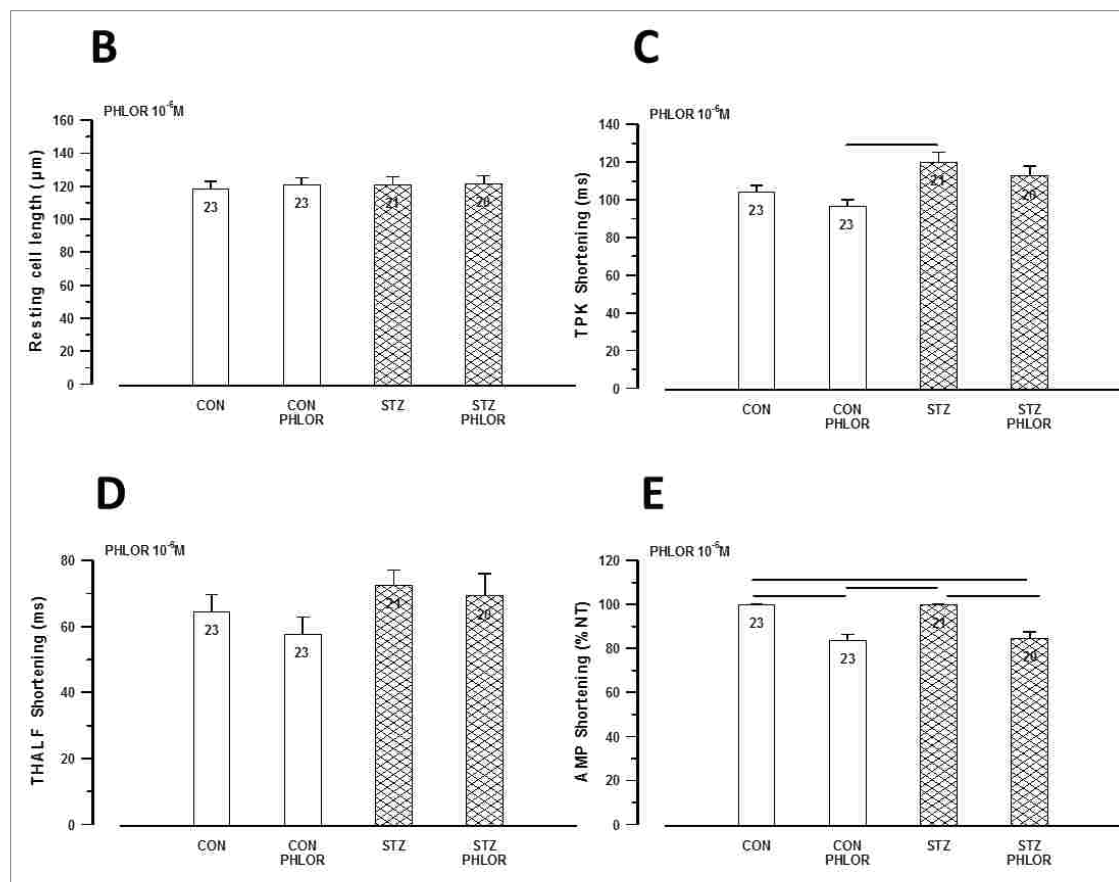 B
PHLOR 10⁻⁶M
Resting cell length (µm)
160
140
120
100
80
60
40
20
0
23
23
21
20
CON
CON
PHLOR
STZ
STZ
PHLOR
C
PHLOR 10⁻⁶M
TPK Shortening (ms)
140
120
100
80
60
40
20
0
23
23
21
20
CON
CON
PHLOR
STZ
STZ
PHLOR
D
PHLOR 10⁻⁶M
THALF Shortening (ms)
80
60
40
20
0
23
23
21
20
CON
CON
PHLOR
STZ
STZ
PHLOR
E
PHLOR 10⁻⁶M
AMP Shortening (% NT)
120
100
80
60
40
20
0
23
23
21
20
CON
CON
PHLOR
STZ
STZ
PHLOR